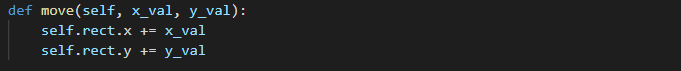 def move(self, x_val, y_val):
    self.rect.x += x_val
    self.rect.y += y_val